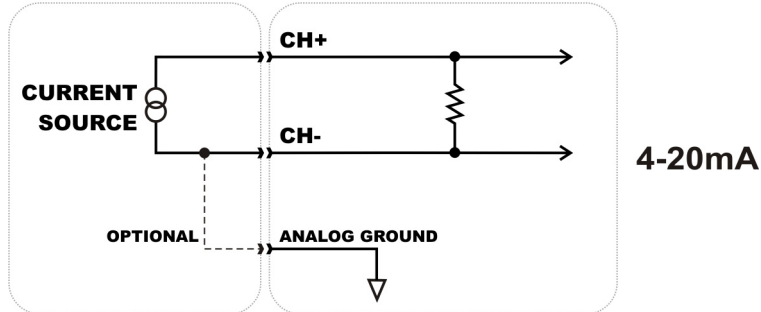 CH+
CURRENT
SOURCE
CH-
4-20mA
OPTIONAL
ANALOG GROUND